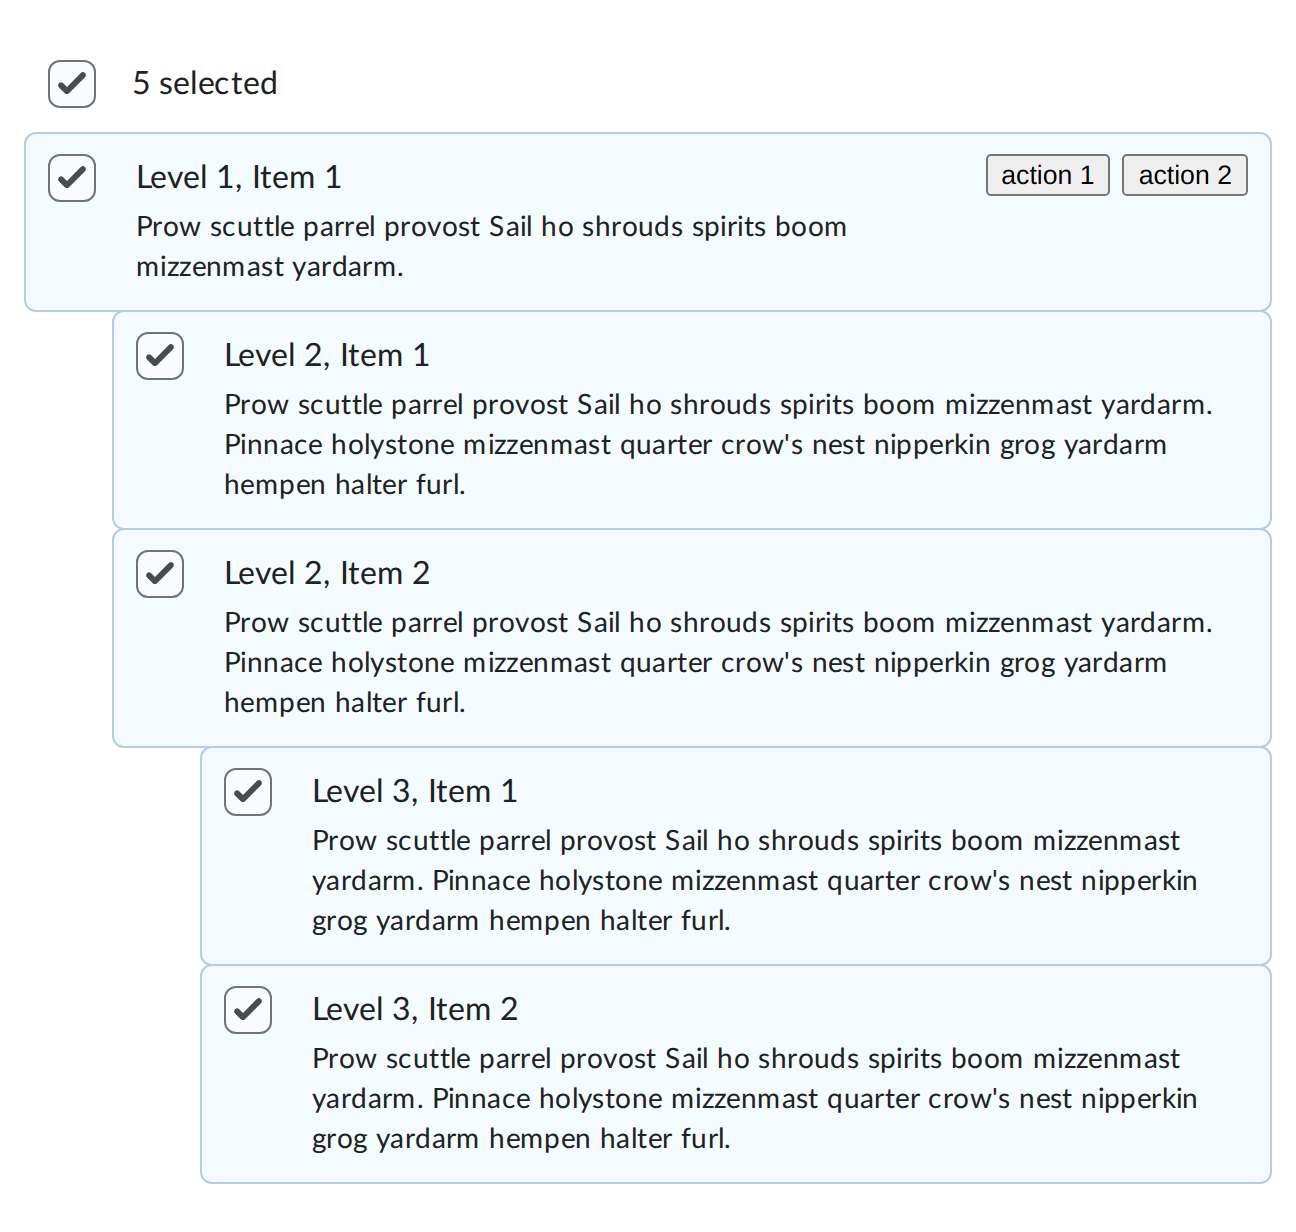 5 selected
Level 1, Item 1
action 1 action 2
Prow scuttle parrel provost Sail ho shrouds spirits boom
mizzenmast yardarm.
Level 2, Item 1
Prow scuttle parrel provost Sail ho shrouds spirits boom mizzenmast yardarm.
Pinnace holystone mizzenmast quarter crow's nest nipperkin grog yardarm
hempen halter furl.
Level 2, Item 2
Prow scuttle parrel provost Sail ho shrouds spirits boom mizzenmast yardarm.
Pinnace holystone mizzenmast quarter crow's nest nipperkin grog yardarm
hempen halter furl.
Level 3, Item 1
Prow scuttle parrel provost Sail ho shrouds spirits boom mizzenmast
yardarm. Pinnace holystone mizzenmast quarter crow's nest nipperkin
grog yardarm hempen halter furl.
Level 3, Item 2
Prow scuttle parrel provost Sail ho shrouds spirits boom mizzenmast
yardarm. Pinnace holystone mizzenmast quarter crow's nest nipperkin
grog yardarm hempen halter furl.